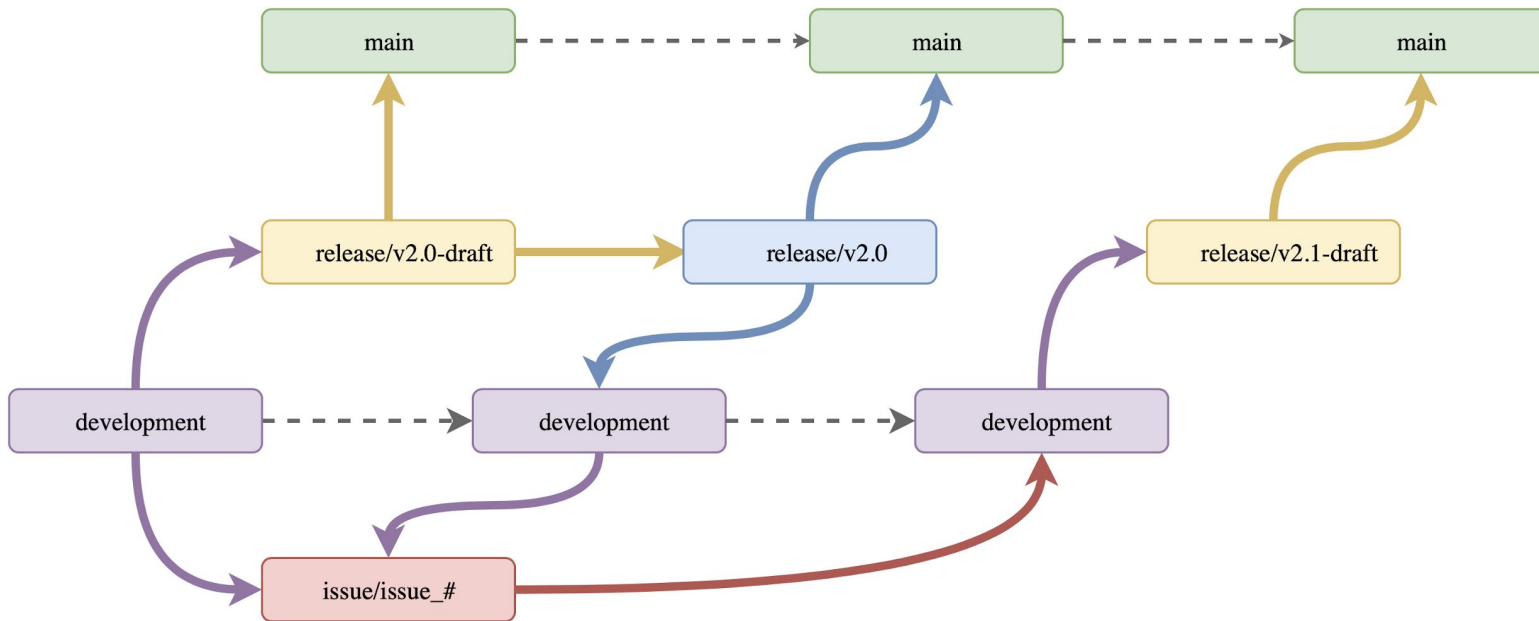 main
main
main
release/v2.0-draft
release/v2.0
release/v2.1-draft
development
development
development
issue/issue_#